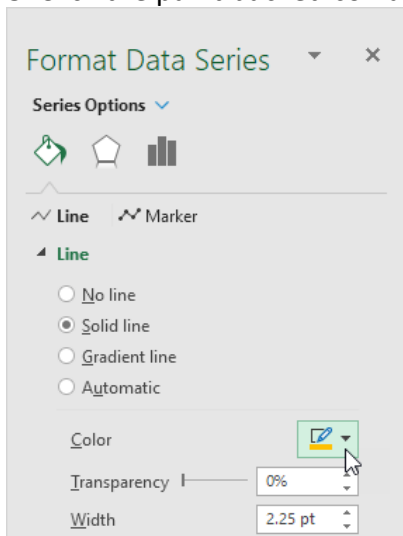 Format Data Series
Series Options
Line Marker
Line
No line
Solid line
Gradient line
Automatic
Color
Transparency 0%
Width 2.25 pt